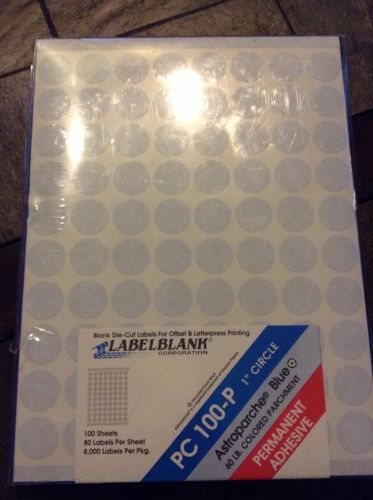 Blank Die-Cut Labels For Offset & Letterpress Printing
LABELBLANK
CORPORATION
100 Sheets
80 Labels Per Sheet
8,000 Labels Per Pkg.
PC 100-P 1" CIRCLE
Astroparche® Blue
60 LB. COLORED PARCHMENT
PERMANENT
ADHESIVE